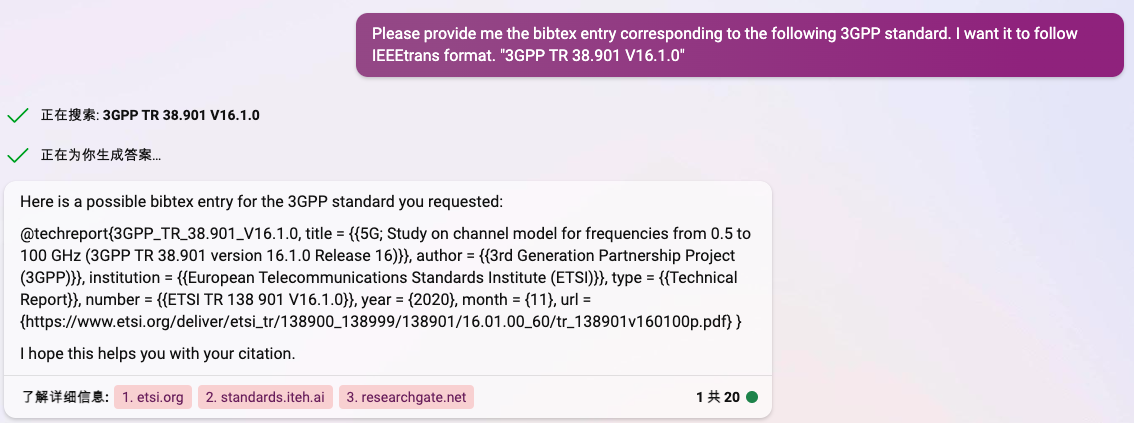 Please provide me the bibtex entry corresponding to the following 3GPP standard. I want it to follow
IEEEtrans format. "3GPP TR 38.901 V16.1.0"
正在搜索: 3GPP TR 38.901 V16.1.0
正在为你生成答案...
Here is a possible bibtex entry for the 3GPP standard you requested:
@techreport{3GPP_TR_38.901_V16.1.0, title = {{5G; Study on channel model for frequencies from 0.5 to
100 GHz (3GPP TR 38.901 version 16.1.0 Release 16)}}, author = {{3rd Generation Partnership Project
(3GPP)}}, institution = {{European Telecommunications Standards Institute (ETSI)}}, type = {{Technical
Report}}, number = {{ETSI TR 138 901 V16.1.0}}, year = {2020}, month = {11}, url =
{https://www.etsi.org/deliver/etsi_tr/138900_138999/138901/16.01.00_60/tr_138901v160100p.pdf} }
I hope this helps you with your citation.
了解详细信息: 1. etsi.org 2. standards.iteh.ai 3. researchgate.net 1 共 20